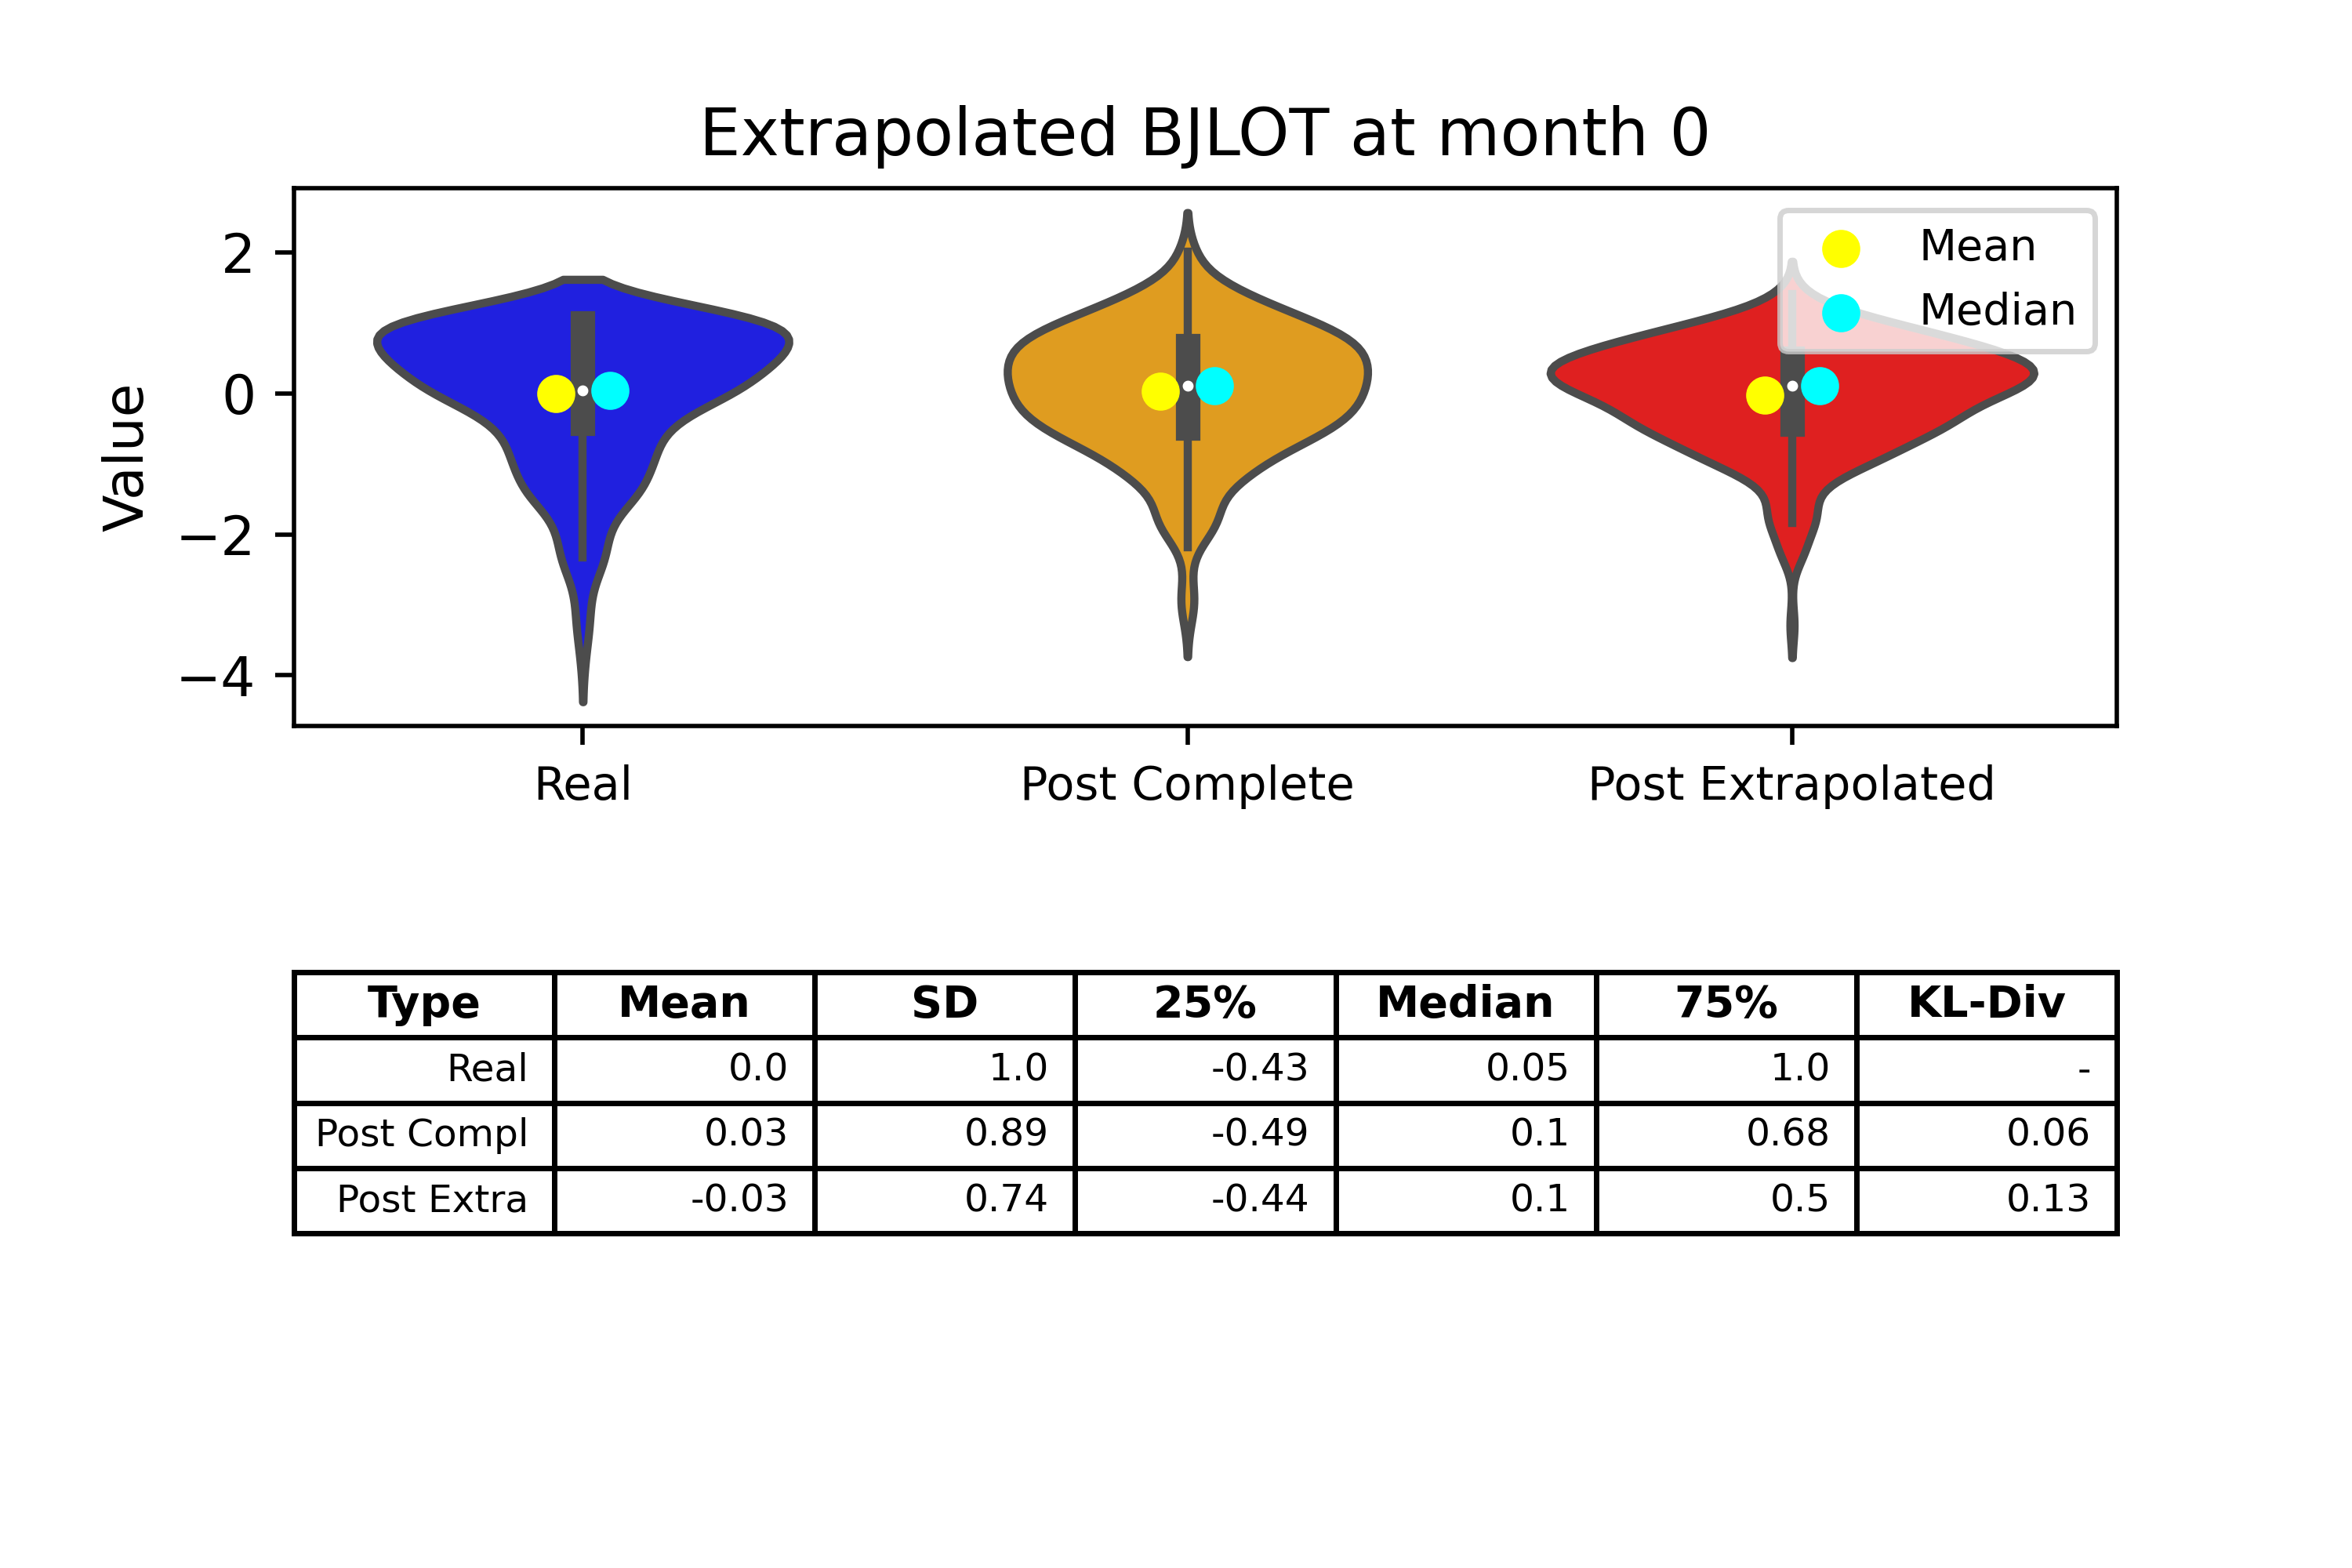 Extrapolated BJLOT at month 0
Mean
Median
Value
2
0
−2
−4
Real Post Complete Post Extrapolated
Type Mean SD 25% Median 75% KL-Div
Real 0.0 1.0 -0.43 0.05 1.0 -
Post Compl 0.03 0.89 -0.49 0.1 0.68 0.06
Post Extra -0.03 0.74 -0.44 0.1 0.5 0.13